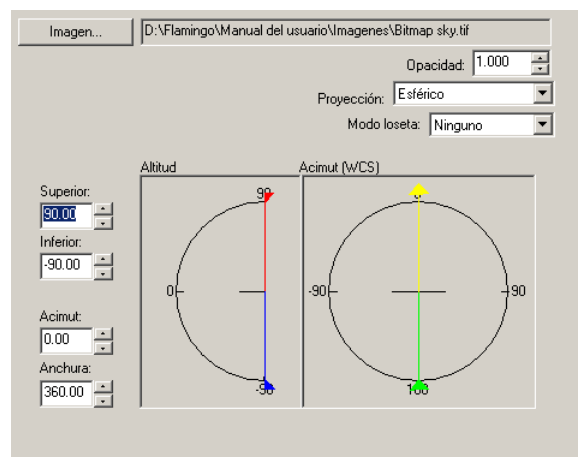 Imagen... D:\Flamingo\Manual del usuario\Imagenes\Bitmap sky.tif
Opacidad: 1.000
Proyección: Esférico
Modo loseta: Ninguno
Altitud Acimut (WCS)
Superior:
90.00
Inferior:
-90.00
Acimut:
0.00
Anchura:
360.00
90
0
-90
0
-90 90
180